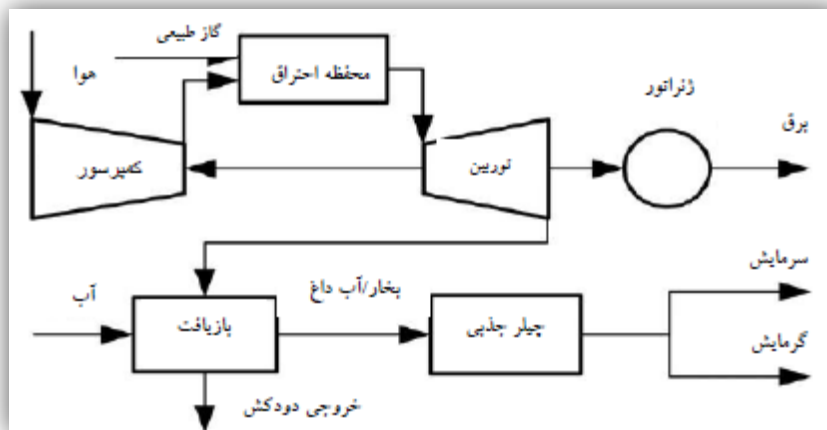 گاز طبیعی
هوا
محفظه احتراق
ژنراتور
برق
کمپرسور
توربین
سرمایش
آب
بخار/آب داغ
بازیافت
چیلر جذبی
گرمایش
خروجی دودکش